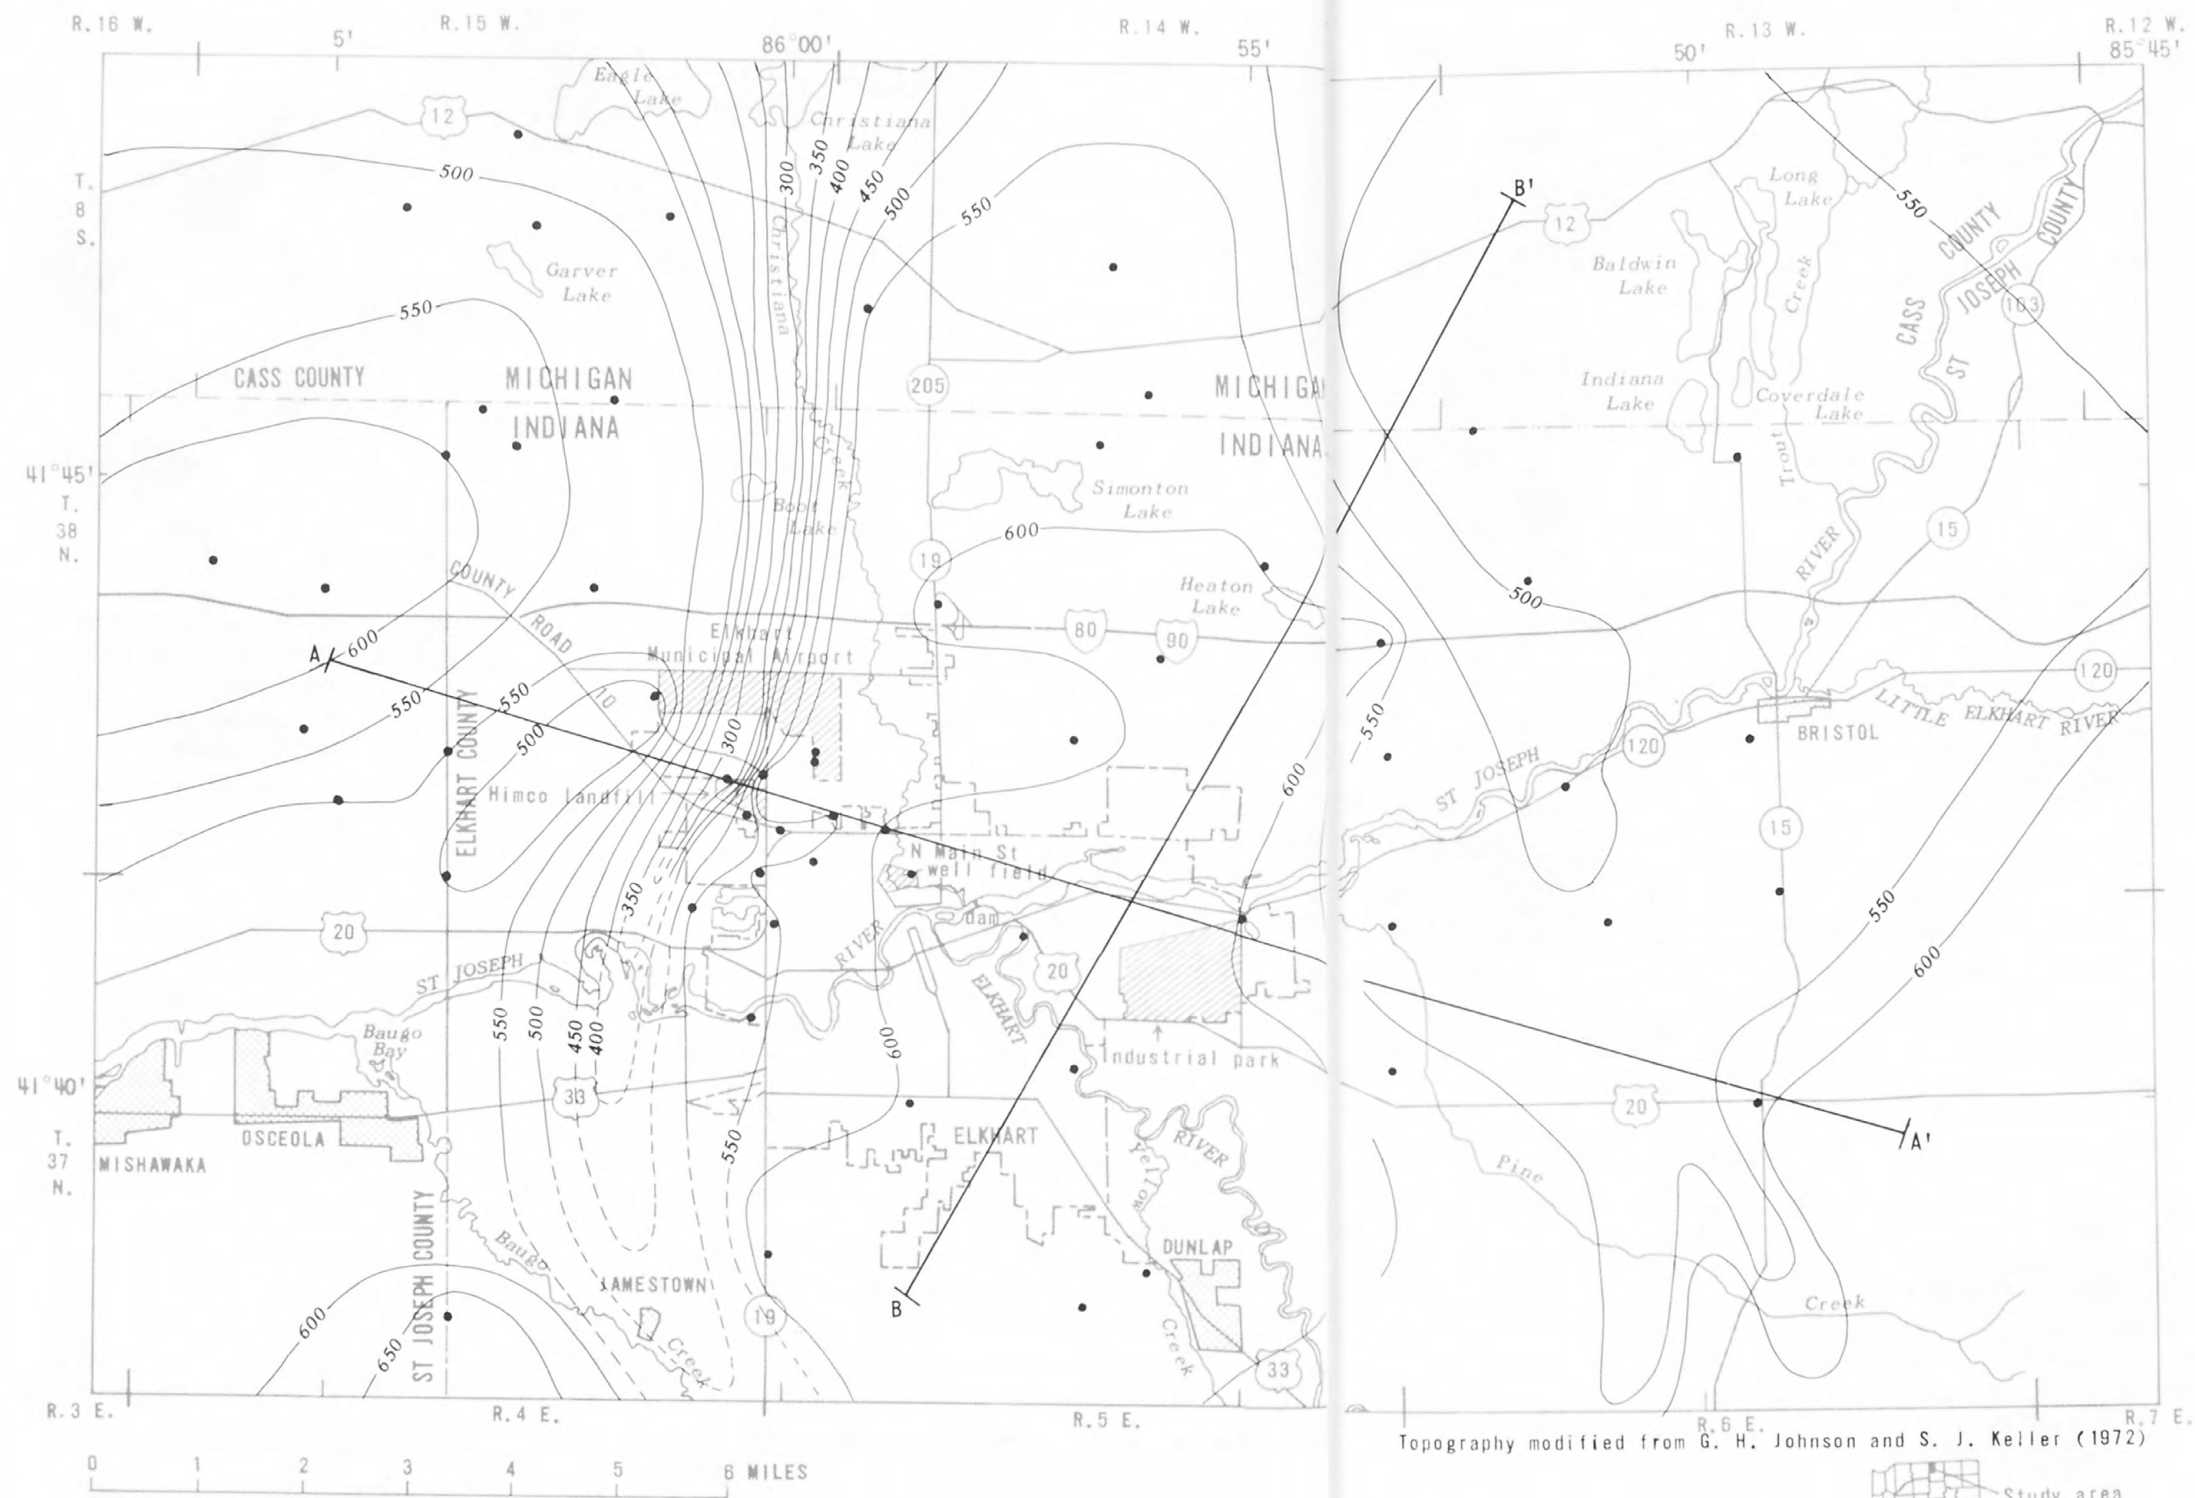 R.16 W.
R.15 W.
R.14 W.
R.13 W.
R.12 W.
5'
86°00'
55'
50'
85°45'
Eagle
Lake
12
Christiana
Lake
300
350
400
450
500
500
550
T.
8
S.
Long
Lake
B'
12
550
COUNTY
COUNTY
Christiana
Garver
Lake
Baldwin
Lake
Creek
CASS
ST
JOSEPH
103
550
CASS COUNTY
MICHIGAN
INDIANA
205
MICHIGA
INDIANA
Indiana
Lake
Coverdale
Lake
Trout
Creek
41°45'
T.
38
N.
Boot
Lake
Simonton
Lake
600
19
15
RIVER
COUNTY
ROAD
10
Heaton
Lake
500
Elkhart
Municipal Airport
80
90
A
600
550
550
500
300
120
LITTLE ELKHART RIVER
BRISTOL
550
600
120
ST JOSEPH
ELKHART COUNTY
Himco landfill
15
N Main St
well field
350
dam
20
550
600
ST JOSEPH
RIVER
20
ELKHART
550
500
450
400
600
Baugo
Bay
Industrial park
41°40'
33
20
A'
OSCEOLA
MISHAWAKA
T.
37
N.
550
ELKHART
RIVER
Yellow
Creek
Pine
Creek
ST JOSEPH COUNTY
Baugo
Creek
DUNLAP
JAMESTOWN
B
600
650
19
33
R.3 E.
R.4 E.
R.5 E.
R.6 E.
R.7 E.
Topography modified from G. H. Johnson and S. J. Keller (1972)
0 1 2 3 4 5 6 MILES
Study area